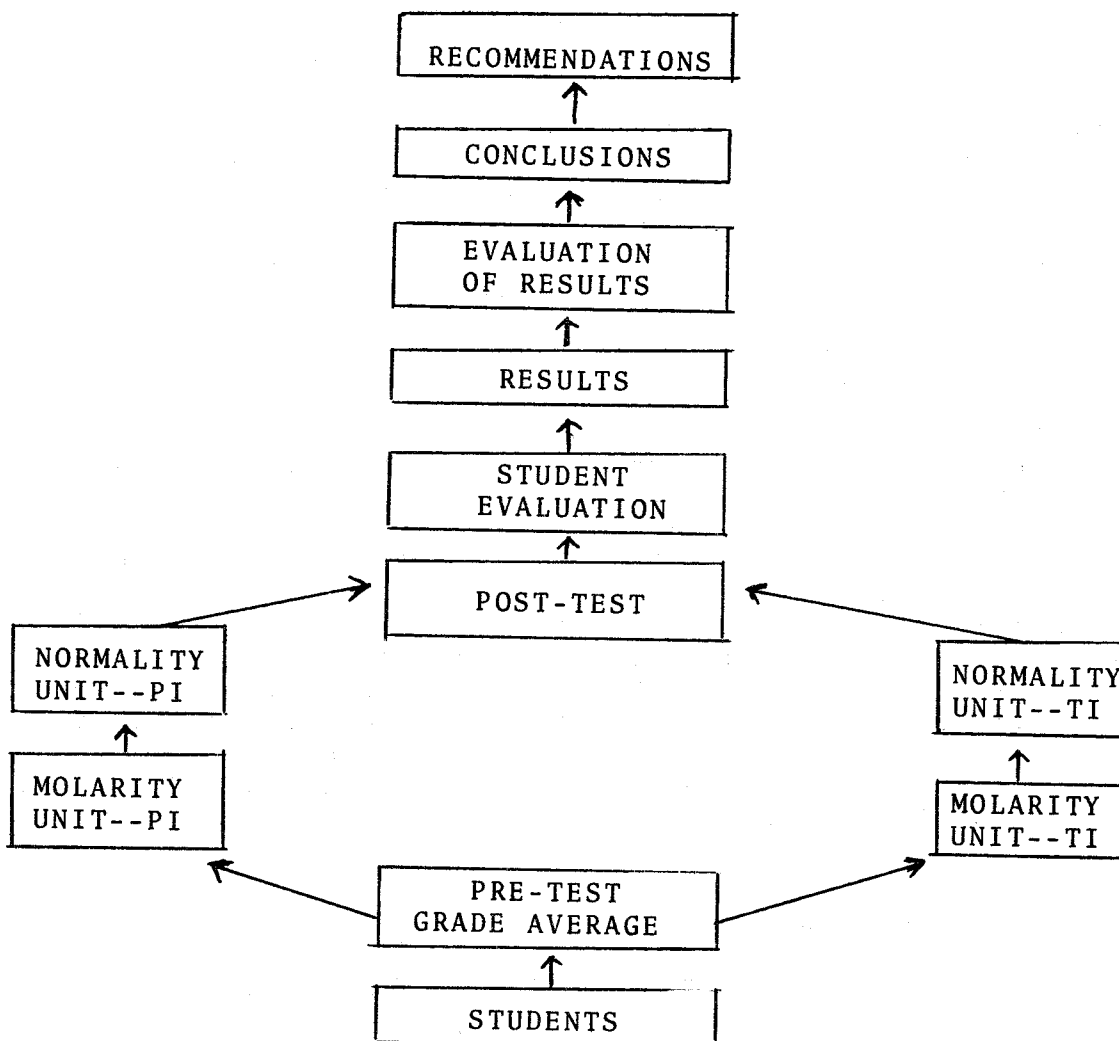 RECOMMENDATIONS
CONCLUSIONS
EVALUATION
OF RESULTS
RESULTS
STUDENT
EVALUATION
POST-TEST
NORMALITY
UNIT--PI
NORMALITY
UNIT--TI
MOLARITY
UNIT--PI
MOLARITY
UNIT--TI
PRE-TEST
GRADE AVERAGE
STUDENTS